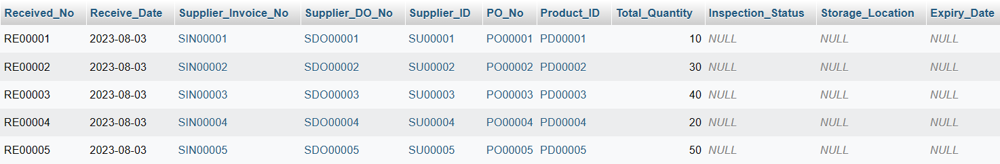 Received_No Receive_Date Supplier_Invoice_No Supplier_DO_No Supplier_ID PO_No Product_ID Total_Quantity Inspection_Status Storage_Location Expiry_Date
RE00001 2023-08-03 SIN00001 SDO00001 SU00001 PO00001 PD00001 10 NULL NULL NULL
RE00002 2023-08-03 SIN00002 SDO00002 SU00002 PO00002 PD00002 30 NULL NULL NULL
RE00003 2023-08-03 SIN00003 SDO00003 SU00003 PO00003 PD00003 40 NULL NULL NULL
RE00004 2023-08-03 SIN00004 SDO00004 SU00004 PO00004 PD00004 20 NULL NULL NULL
RE00005 2023-08-03 SIN00005 SDO00005 SU00005 PO00005 PD00005 50 NULL NULL NULL